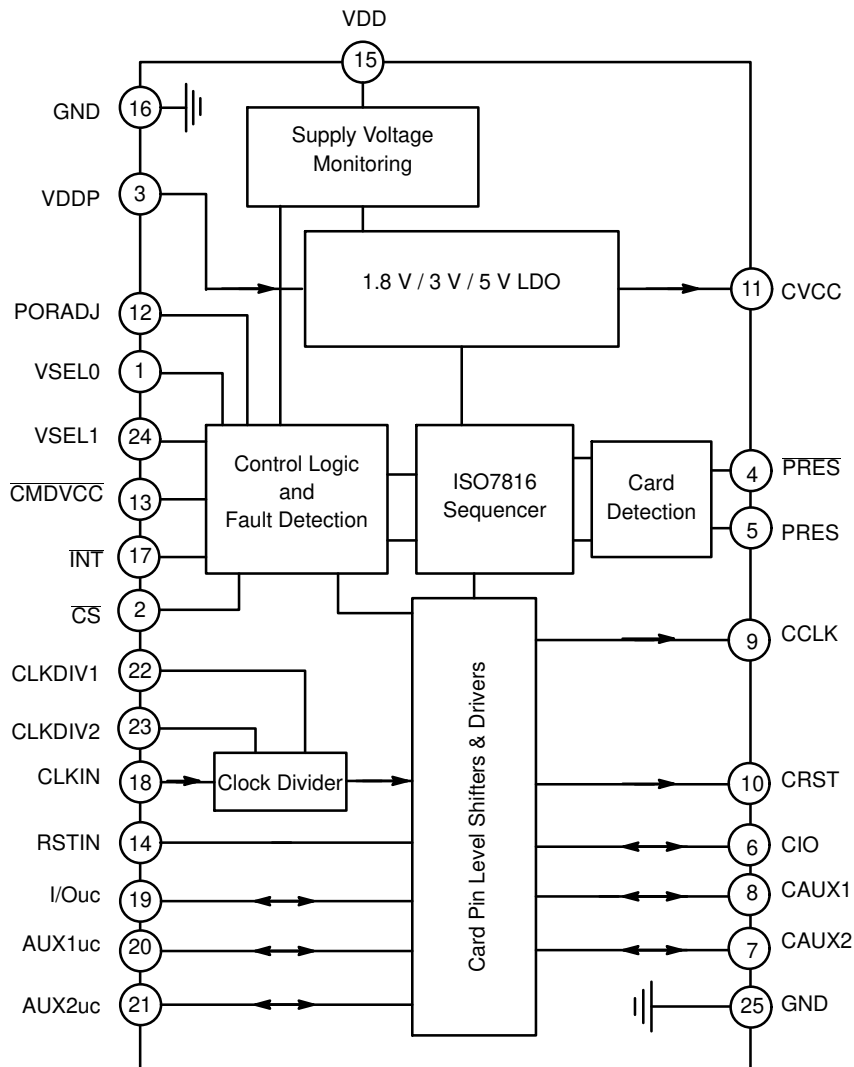 VDD
15
GND
16
Supply Voltage
Monitoring
VDDP
3
1.8 V / 3 V / 5 V LDO
11
CVCC
PORADJ
12
VSEL0
1
VSEL1
24
CMDVCC
13
INT
17
CS
2
Control Logic
and
Fault Detection
ISO7816
Sequencer
Card
Detection
4
PRES
5
PRES
CLKDIV1
22
CLKDIV2
23
CLKIN
18
Clock Divider
RSTIN
14
I/Ouc
19
AUX1uc
20
AUX2uc
21
Card Pin Level Shifters & Drivers
9
CCLK
10
CRST
6
CIO
8
CAUX1
7
CAUX2
25
GND